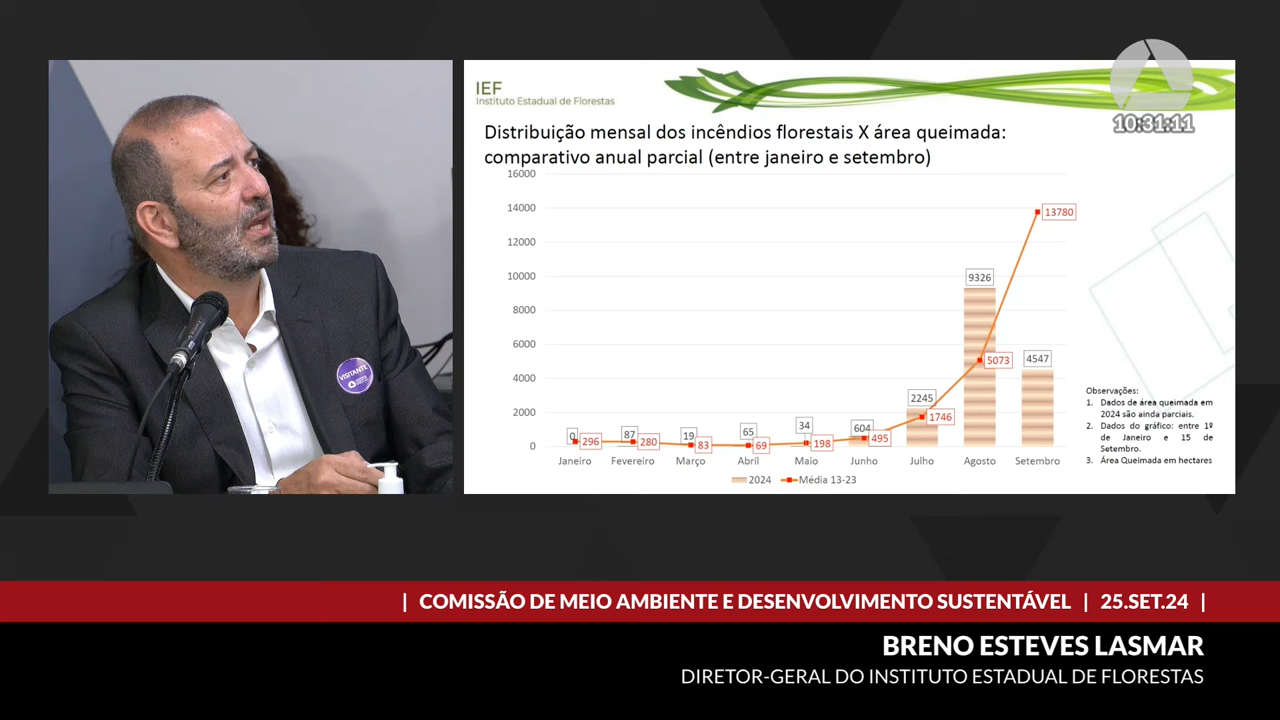 IEF
Instituto Estadual de Florestas
10:31:11
Distribuição mensal dos incêndios florestais X área queimada:
comparativo anual parcial (entre janeiro e setembro)
16000
14000
12000
10000
8000
6000
4000
2000
0
0 87 19 65 34 604 2245 9326 4547
296 280 83 69 198 495 1746 5073 13780
Janeiro Fevereiro Março Abril Maio Junho Julho Agosto Setembro
2024 Média 13-23
Observações:
1. Dados de área queimada em
2024 são ainda parciais.
2. Dados do gráfico: entre 1º
de Janeiro e 15 de
Setembro.
3. Área Queimada em hectares
VISITANTE
| COMISSÃO DE MEIO AMBIENTE E DESENVOLVIMENTO SUSTENTÁVEL | 25.SET.24 |
BRENO ESTEVES LASMAR
DIRETOR-GERAL DO INSTITUTO ESTADUAL DE FLORESTAS